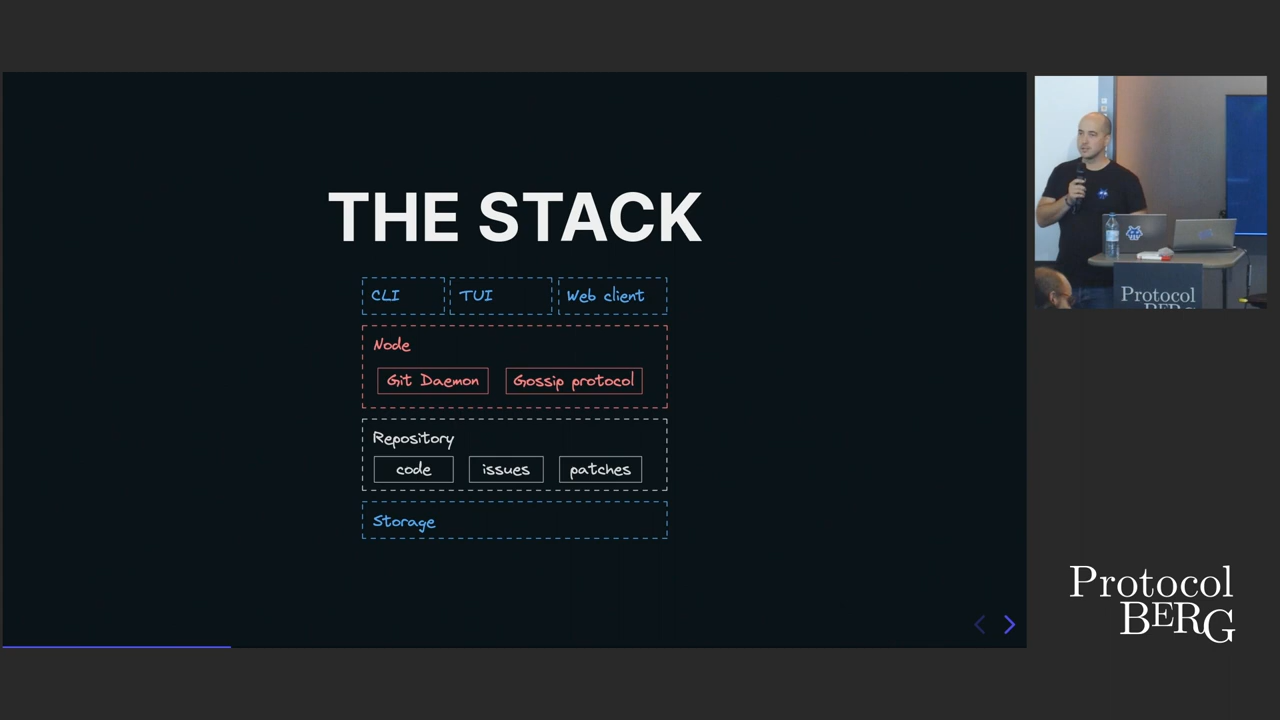 THE STACK
CLI TUI Web client
Node
Git Daemon Gossip protocol
Repository
code issues patches
Storage
Protocol
BERG
Protocol
BERG